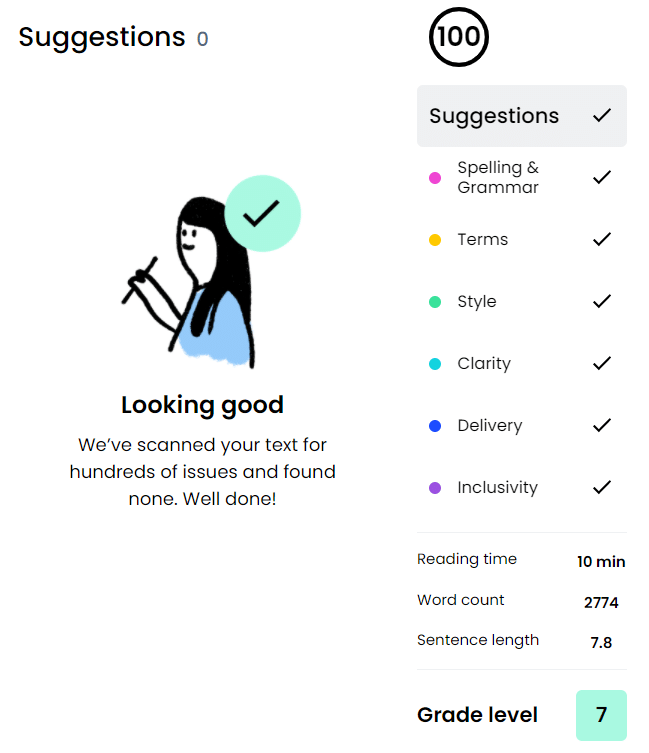 Suggestions 0
Looking good
We’ve scanned your text for
hundreds of issues and found
none. Well done!
100
Suggestions
Spelling &
Grammar
Terms
Style
Clarity
Delivery
Inclusivity
Reading time 10 min
Word count 2774
Sentence length 7.8
Grade level 7